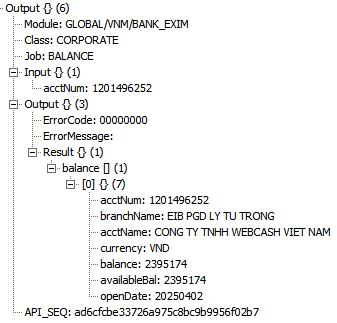 Output {} (6)
Module: GLOBAL/VNM/BANK_EXIM
Class: CORPORATE
Job: BALANCE
Input {} (1)
acctNum: 1201496252
Output {} (3)
ErrorCode: 00000000
ErrorMessage:
Result {} (1)
balance [] (1)
[0] {} (7)
acctNum: 1201496252
branchName: EIB PGD LY TU TRONG
acctName: CONG TY TNHH WEBCASH VIET NAM
currency: VND
balance: 2395174
availableBal: 2395174
openDate: 20250402
API_SEQ: ad6cfcbe33726a975c8bc9b9956f02b7